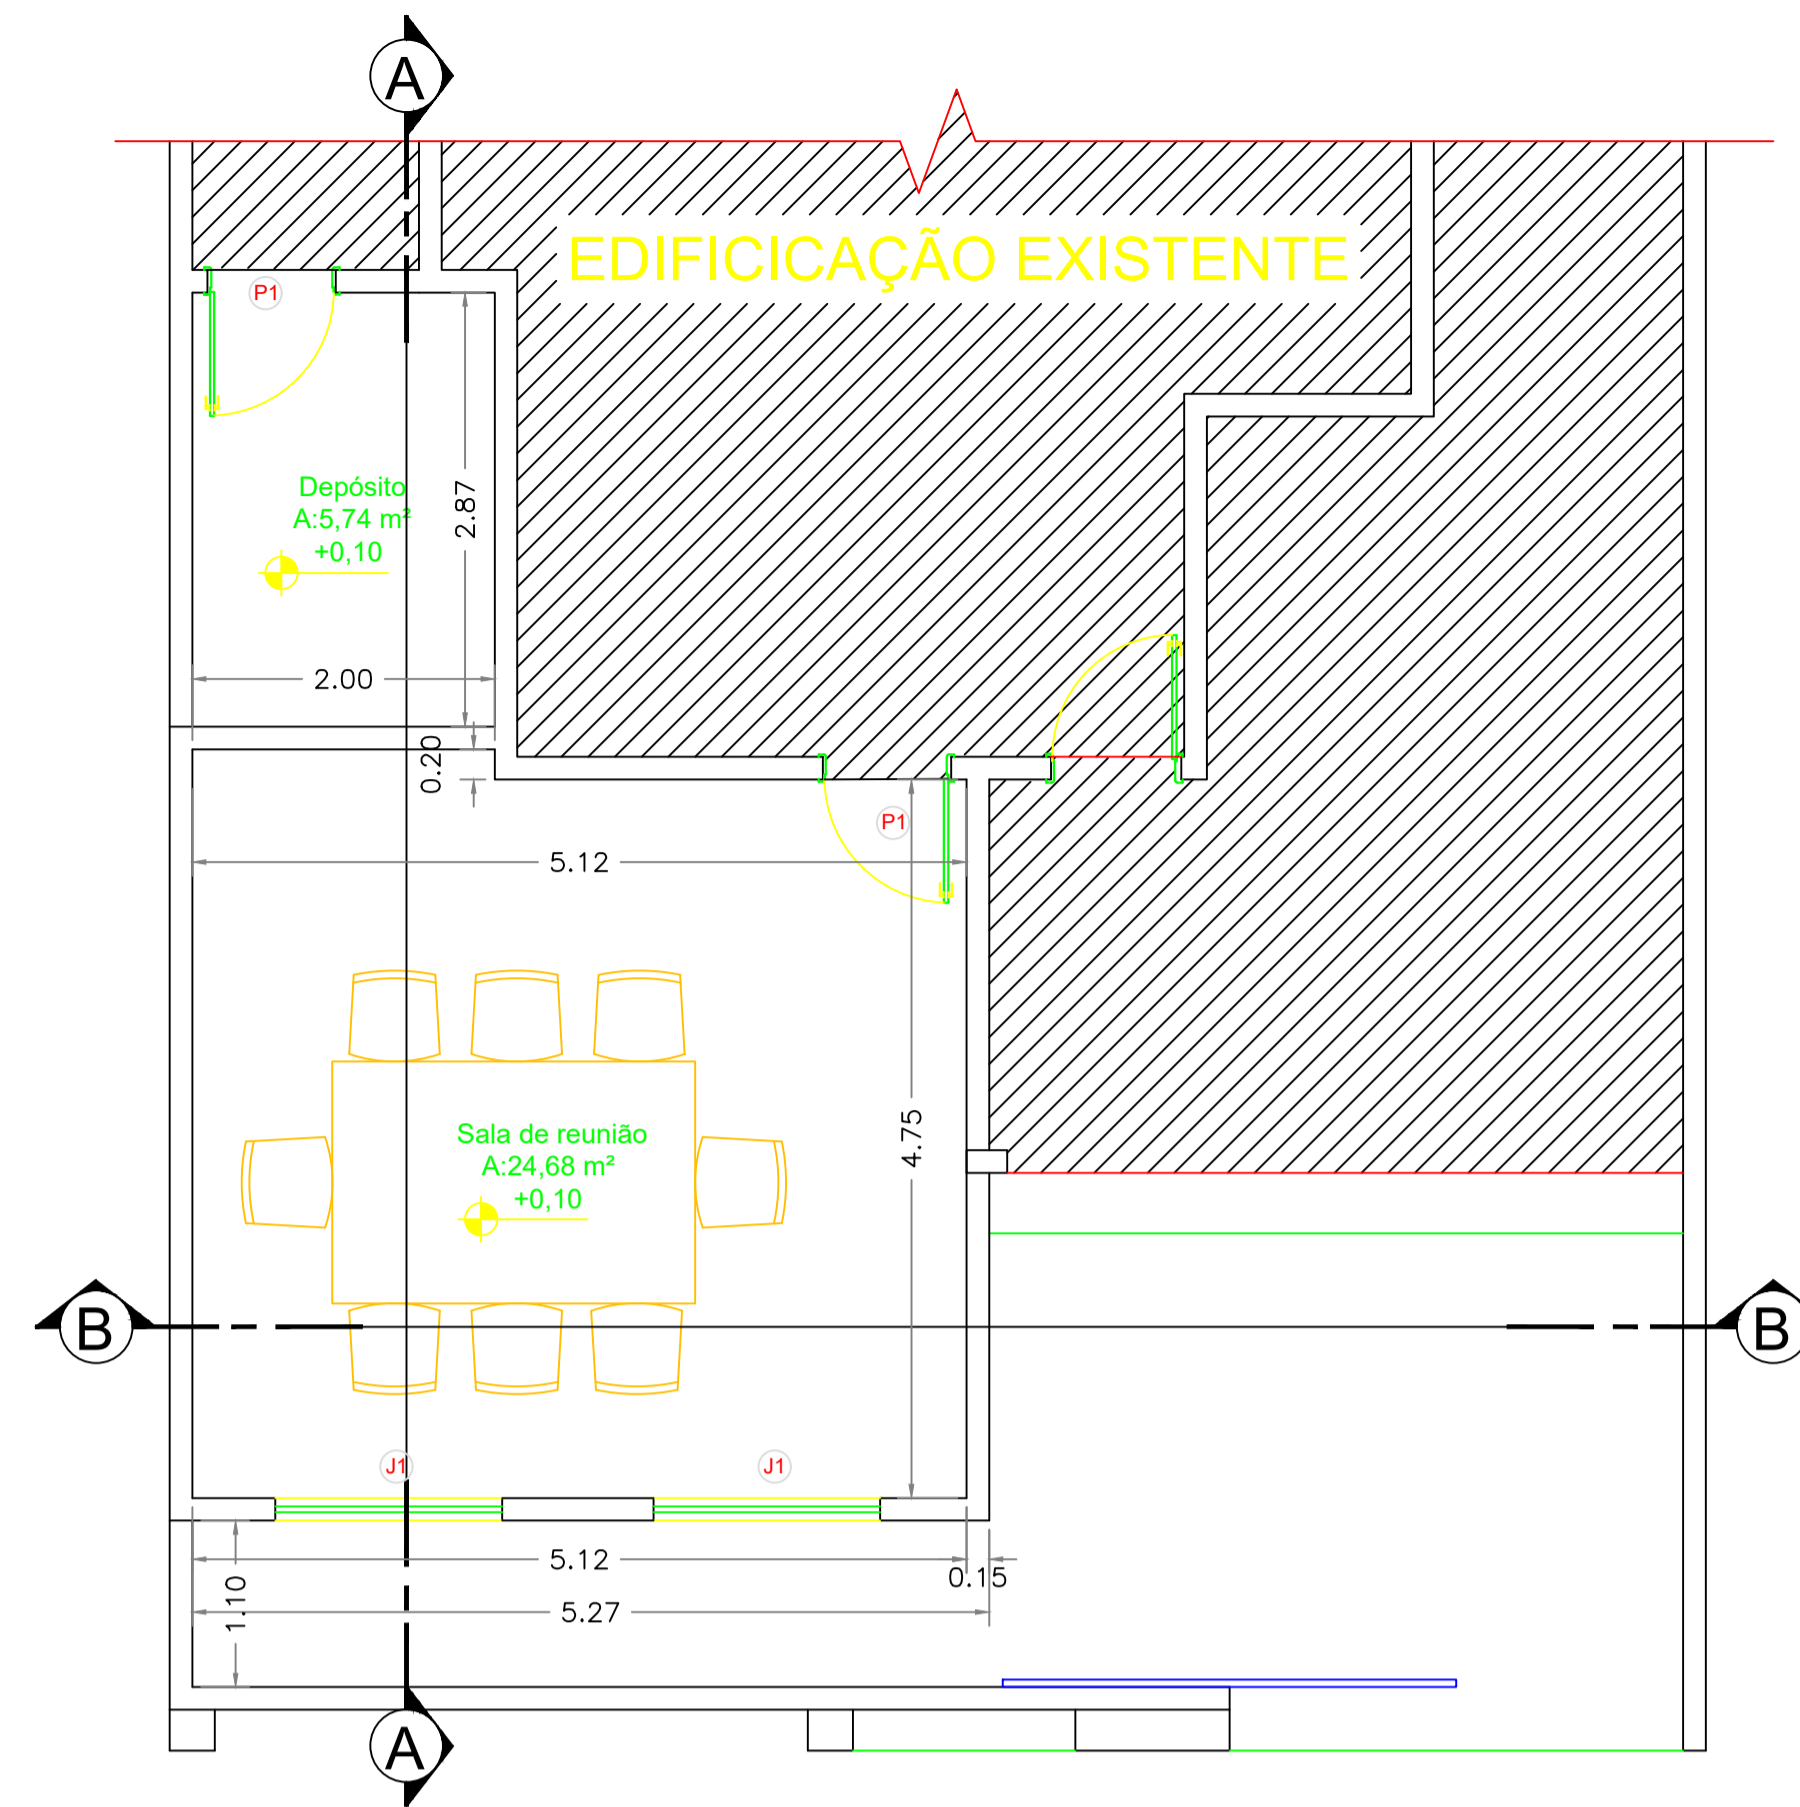 A
EDIFICICAÇÃO EXISTENTE
P1
Depósito
A:5,74 m²
+0,10
2.87
2.00
0.20
P1
5.12
4.75
Sala de reunião
A:24,68 m²
+0,10
B
B
J1
J1
5.12
0.15
1.10
5.27
A